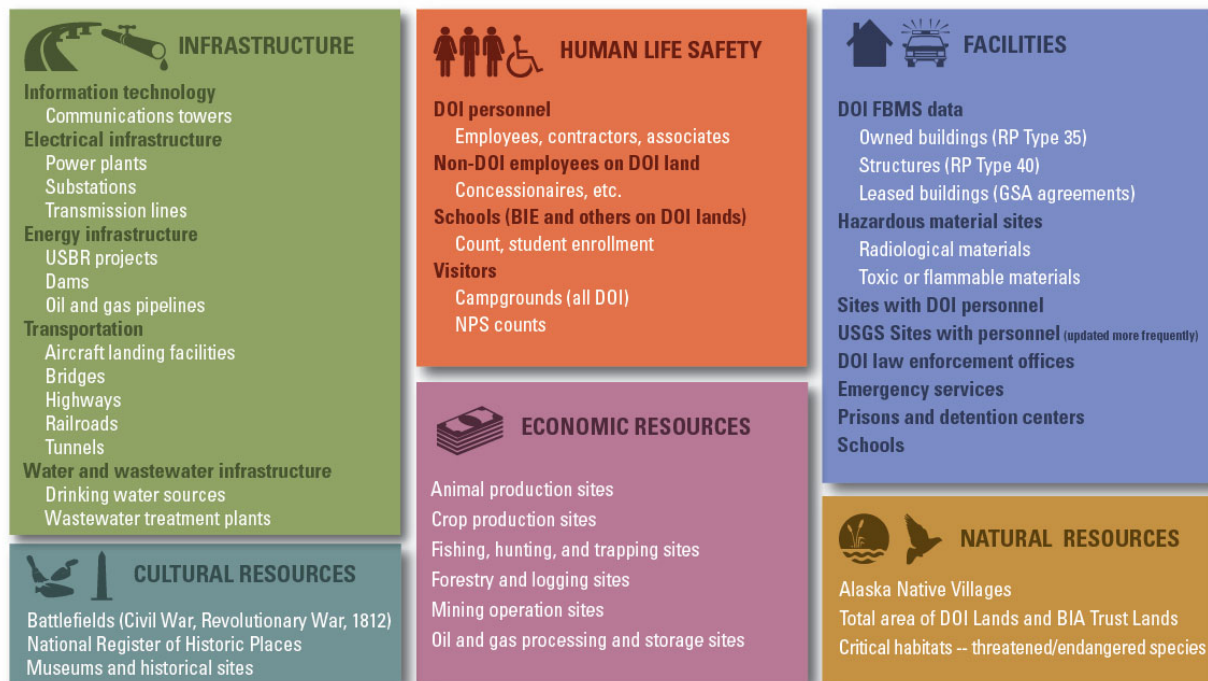 INFRASTRUCTURE
Information technology
Communications towers
Electrical infrastructure
Power plants
Substations
Transmission lines
Energy infrastructure
USBR projects
Dams
Oil and gas pipelines
Transportation
Aircraft landing facilities
Bridges
Highways
Railroads
Tunnels
Water and wastewater infrastructure
Drinking water sources
Wastewater treatment plants
CULTURAL RESOURCES
Battlefields (Civil War, Revolutionary War, 1812)
National Register of Historic Places
Museums and historical sites
HUMAN LIFE SAFETY
DOI personnel
Employees, contractors, associates
Non-DOI employees on DOI land
Concessionaires, etc.
Schools (BIE and others on DOI lands)
Count, student enrollment
Visitors
Campgrounds (all DOI)
NPS counts
ECONOMIC RESOURCES
Animal production sites
Crop production sites
Fishing, hunting, and trapping sites
Forestry and logging sites
Mining operation sites
Oil and gas processing and storage sites
FACILITIES
DOI FBMS data
Owned buildings (RP Type 35)
Structures (RP Type 40)
Leased buildings (GSA agreements)
Hazardous material sites
Radiological materials
Toxic or flammable materials
Sites with DOI personnel
USGS Sites with personnel (updated more frequently)
DOI law enforcement offices
Emergency services
Prisons and detention centers
Schools
NATURAL RESOURCES
Alaska Native Villages
Total area of DOI Lands and BIA Trust Lands
Critical habitats -- threatened/endangered species